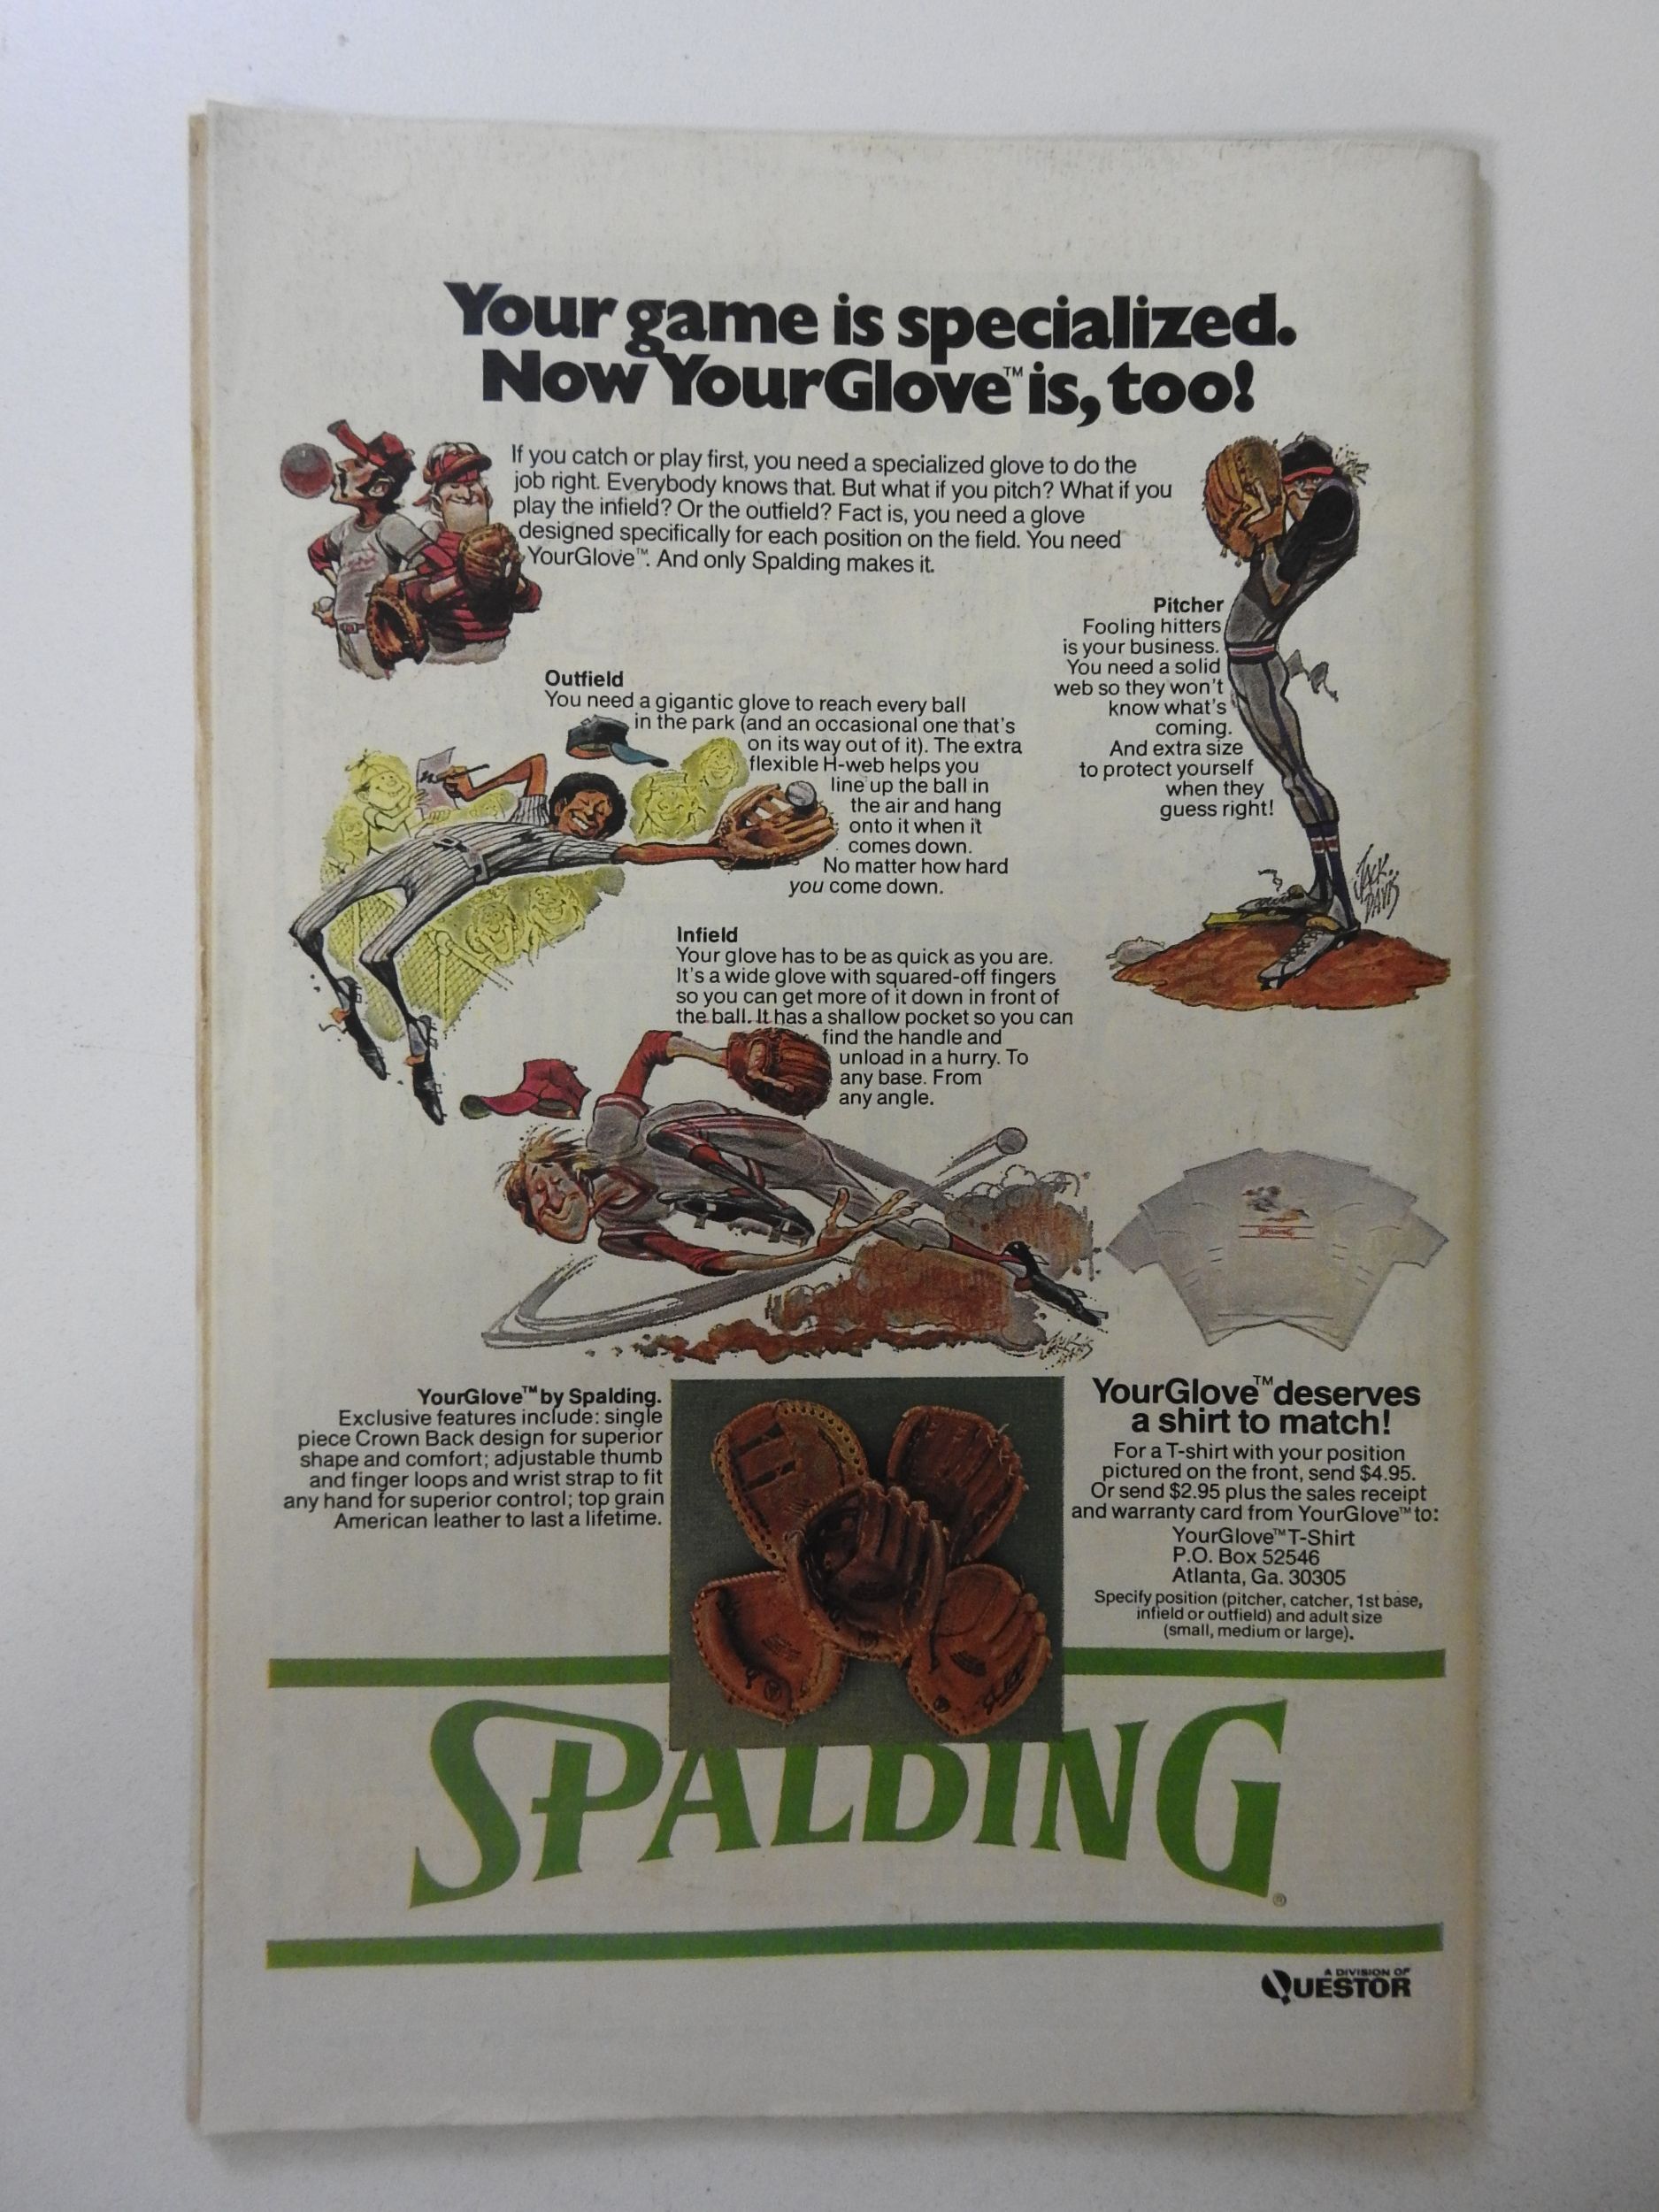 Your game is specialized.
Now YourGlove™ is, too!
If you catch or play first, you need a specialized glove to do the
job right. Everybody knows that. But what if you pitch? What if you
play the infield? Or the outfield? Fact is, you need a glove
designed specifically for each position on the field. You need
YourGlove™. And only Spalding makes it.
Pitcher
Fooling hitters
is your business.
You need a solid
web so they won't
know what's
coming.
And extra size
to protect yourself
when they
guess right!
JACK
DAVIS
Outfield
You need a gigantic glove to reach every ball
in the park (and an occasional one that's
on its way out of it). The extra
flexible H-web helps you
line up the ball in
the air and hang
onto it when it
comes down.
No matter how hard
you come down.
Infield
Your glove has to be as quick as you are.
It's a wide glove with squared-off fingers
so you can get more of it down in front of
the ball. It has a shallow pocket so you can
find the handle and
unload in a hurry. To
any base. From
any angle.
YourGlove™ by Spalding.
Exclusive features include: single
piece Crown Back design for superior
shape and comfort; adjustable thumb
and finger loops and wrist strap to fit
any hand for superior control; top grain
American leather to last a lifetime.
YourGlove™ deserves
a shirt to match!
For a T-shirt with your position
pictured on the front, send $4.95.
Or send $2.95 plus the sales receipt
and warranty card from YourGlove™ to:
YourGlove™ T-Shirt
P.O. Box 52546
Atlanta, Ga. 30305
Specify position (pitcher, catcher, 1st base,
infield or outfield) and adult size
(small, medium or large).
SPALDING®
A DIVISION OF
QUESTOR